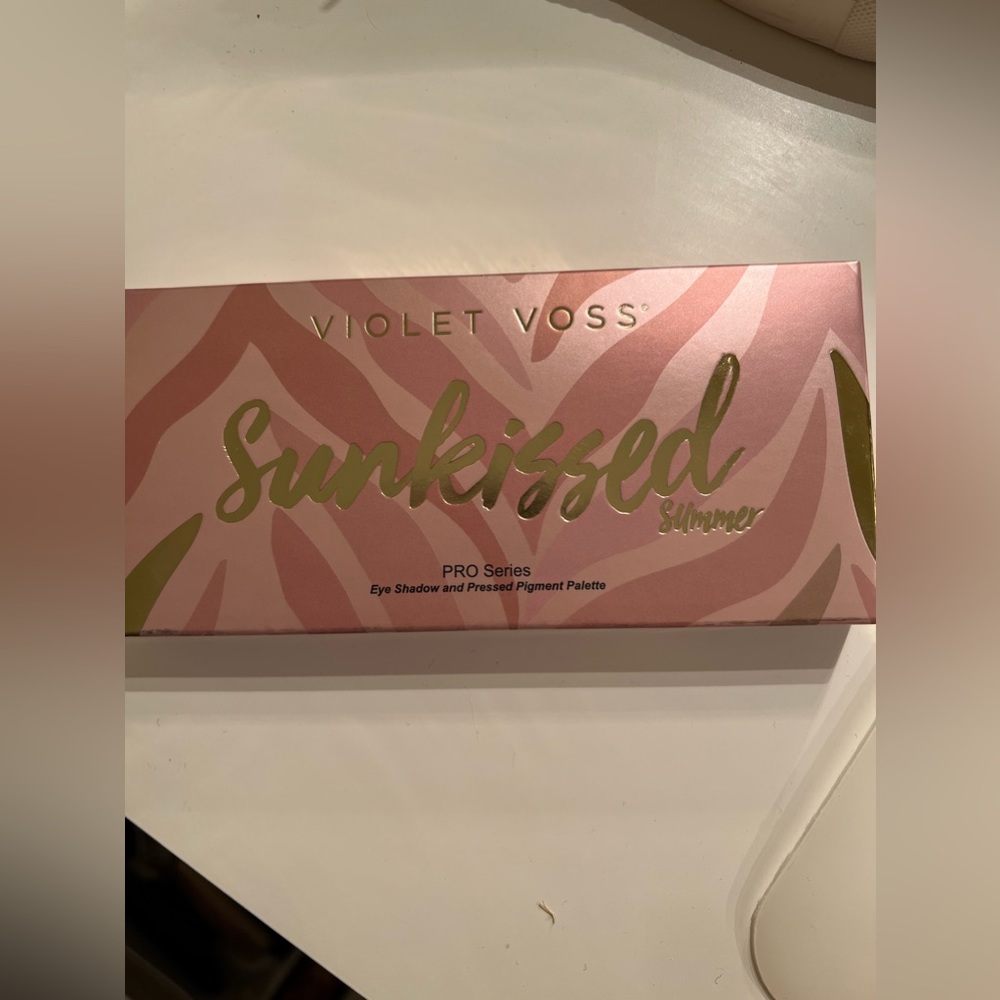 VIOLET VOSS®
Sunkissed
Summer
PRO Series
Eye Shadow and Pressed Pigment Palette